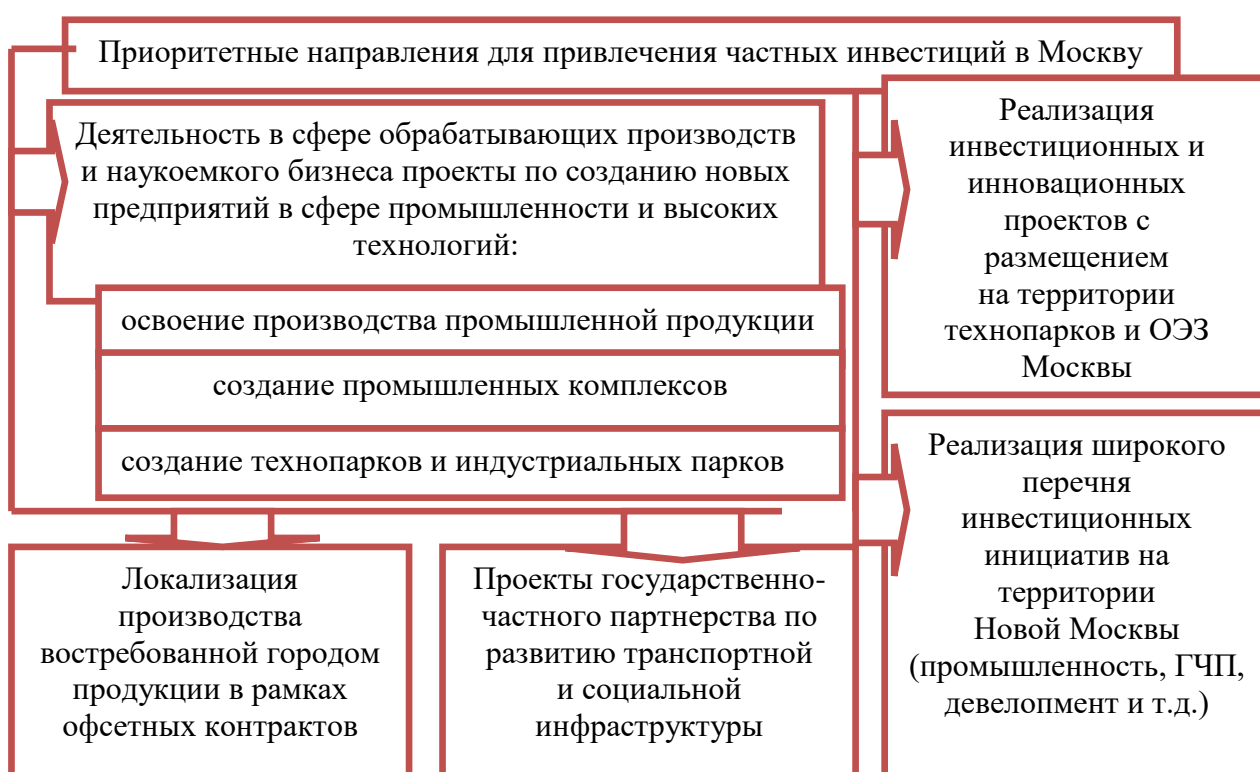 Приоритетные направления для привлечения частных инвестиций в Москву
Деятельность в сфере обрабатывающих производств
и наукоемкого бизнеса проекты по созданию новых
предприятий в сфере промышленности и высоких
технологий:
освоение производства промышленной продукции
создание промышленных комплексов
создание технопарков и индустриальных парков
Реализация
инвестиционных и
инновационных
проектов с
размещением
на территории
технопарков и ОЭЗ
Москвы
Реализация широкого
перечня
инвестиционных
инициатив на
территории
Новой Москвы
(промышленность, ГЧП,
девелопмент и т.д.)
Локализация
производства
востребованной городом
продукции в рамках
офсетных контрактов
Проекты государственно-
частного партнерства по
развитию транспортной
и социальной
инфраструктуры